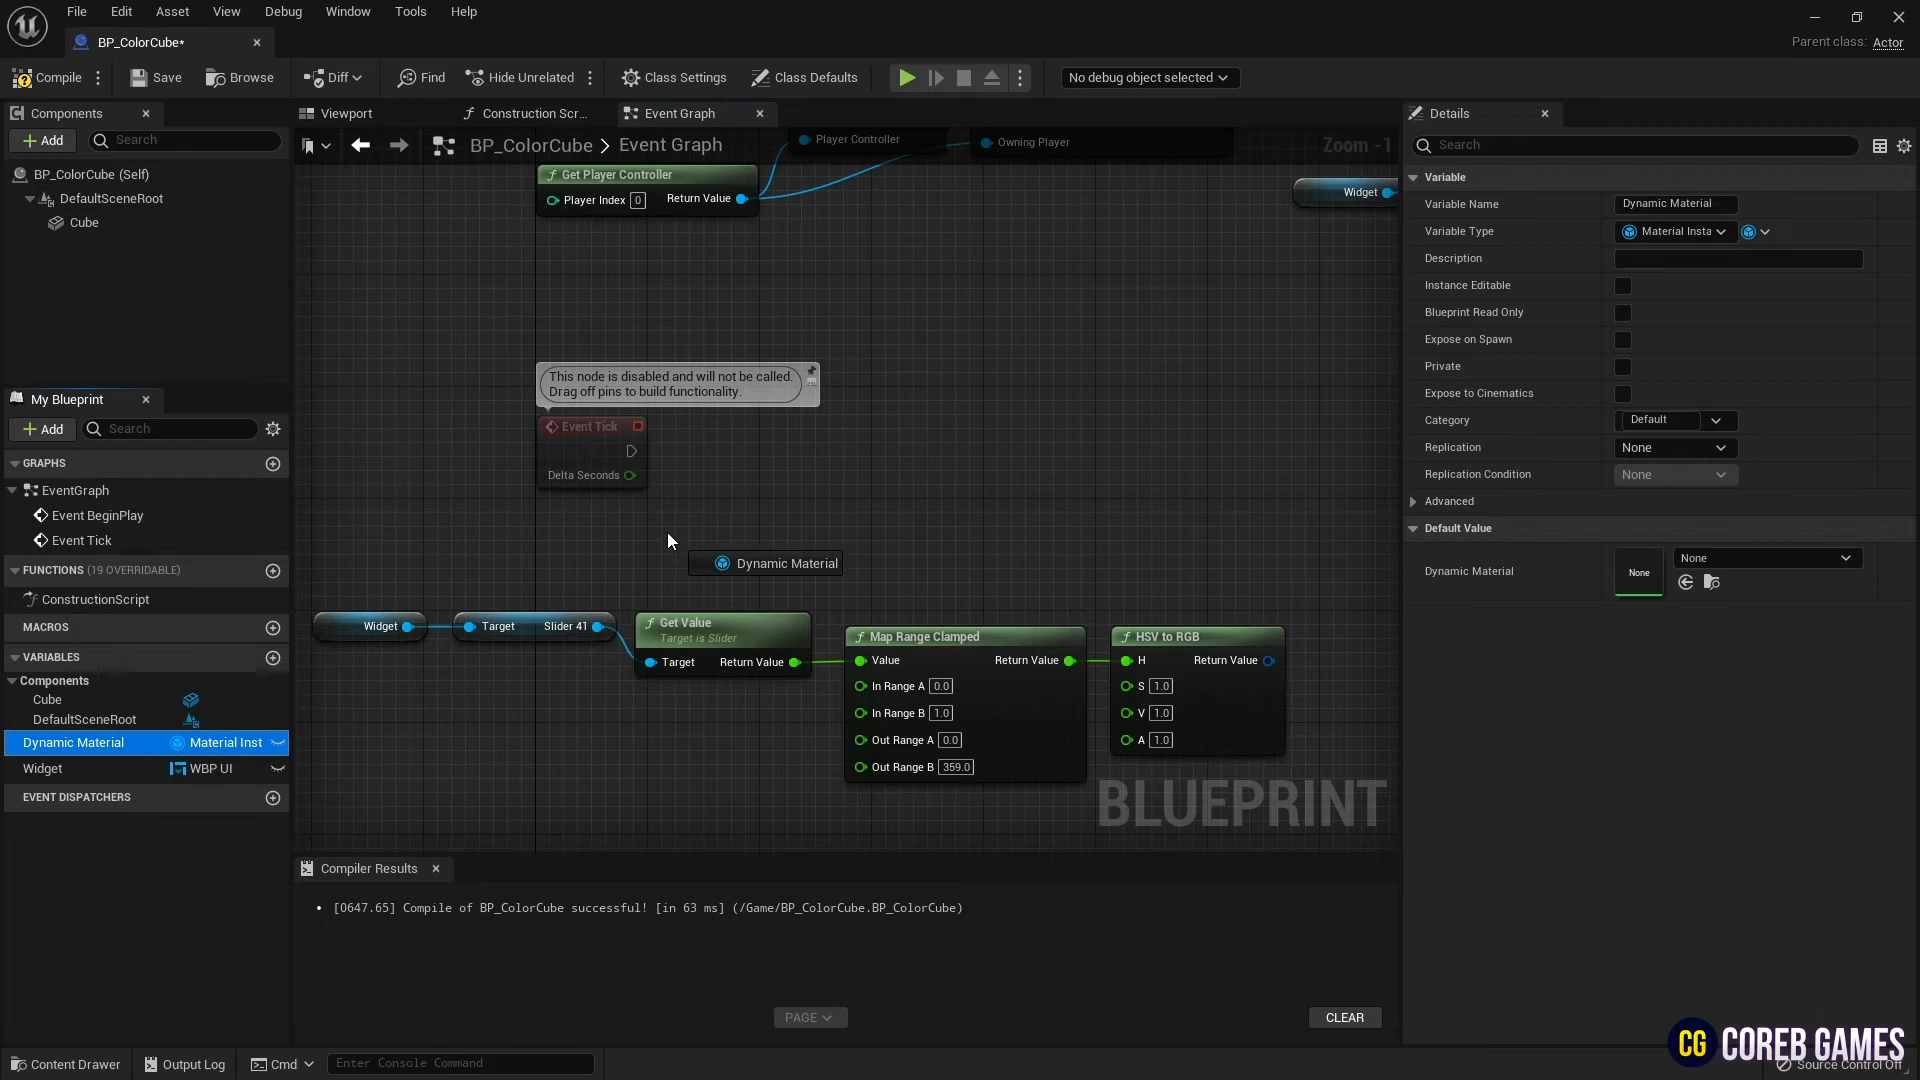 File Edit Asset View Debug Window Tools Help
BP_ColorCube*
Parent class: Actor
Compile Save Browse Diff Find Hide Unrelated Class Settings Class Defaults No debug object selected
Components
Viewport Construction Scr... Event Graph
Details
Add Search
BP_ColorCube > Event Graph
Zoom -1
Search
Player Controller
Owning Player
BP_ColorCube (Self)
DefaultSceneRoot
Cube
Get Player Controller
Player Index 0 Return Value
Widget
Variable
Variable Name Dynamic Material
Variable Type Material Insta
Description
Instance Editable
Blueprint Read Only
Expose on Spawn
Private
Expose to Cinematics
Category Default
Replication None
Replication Condition None
Advanced
Default Value
Dynamic Material None None
This node is disabled and will not be called.
Drag off pins to build functionality.
Event Tick
Delta Seconds
My Blueprint
Add Search
GRAPHS
EventGraph
Event BeginPlay
Event Tick
FUNCTIONS (19 OVERRIDABLE)
ConstructionScript
MACROS
VARIABLES
Components
Cube
DefaultSceneRoot
Dynamic Material Material Inst
Widget WBP UI
EVENT DISPATCHERS
Dynamic Material
Widget
Target Slider 41
Get Value
Target is Slider
Target Return Value
Map Range Clamped
Value Return Value
In Range A 0.0
In Range B 1.0
Out Range A 0.0
Out Range B 359.0
HSV to RGB
H Return Value
S 1.0
V 1.0
A 1.0
BLUEPRINT
Compiler Results
[0647.65] Compile of BP_ColorCube successful! [in 63 ms] (/Game/BP_ColorCube.BP_ColorCube)
PAGE
CLEAR
Content Drawer Output Log Cmd Enter Console Command
CG COREB GAMES
Source Control Off